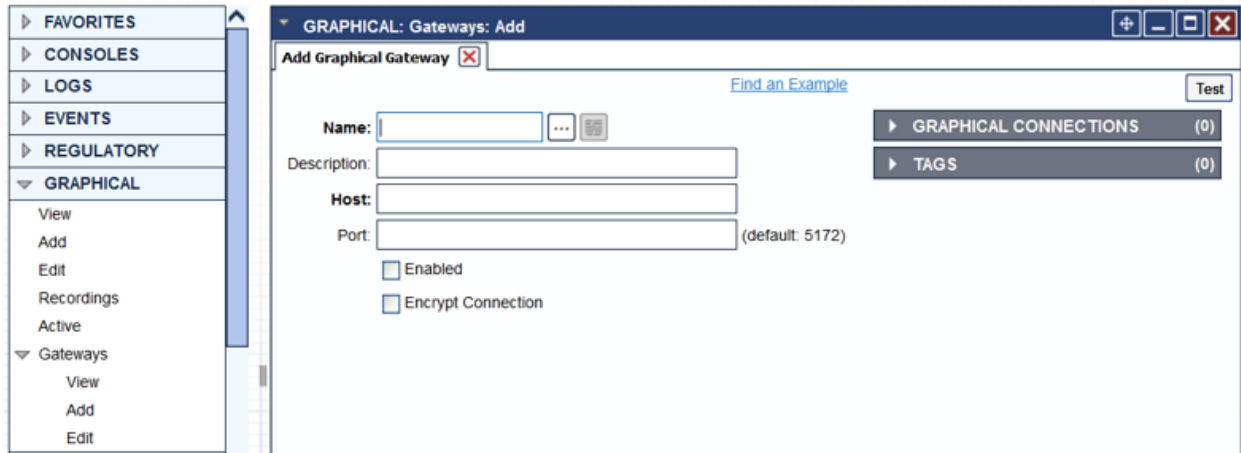 FAVORITES
CONSOLES
LOGS
EVENTS
REGULATORY
GRAPHICAL
View
Add
Edit
Recordings
Active
Gateways
View
Add
Edit
GRAPHICAL: Gateways: Add
Add Graphical Gateway
Find an Example
Test
Name: ...
Description:
Host:
Port: (default: 5172)
Enabled
Encrypt Connection
GRAPHICAL CONNECTIONS (0)
TAGS (0)